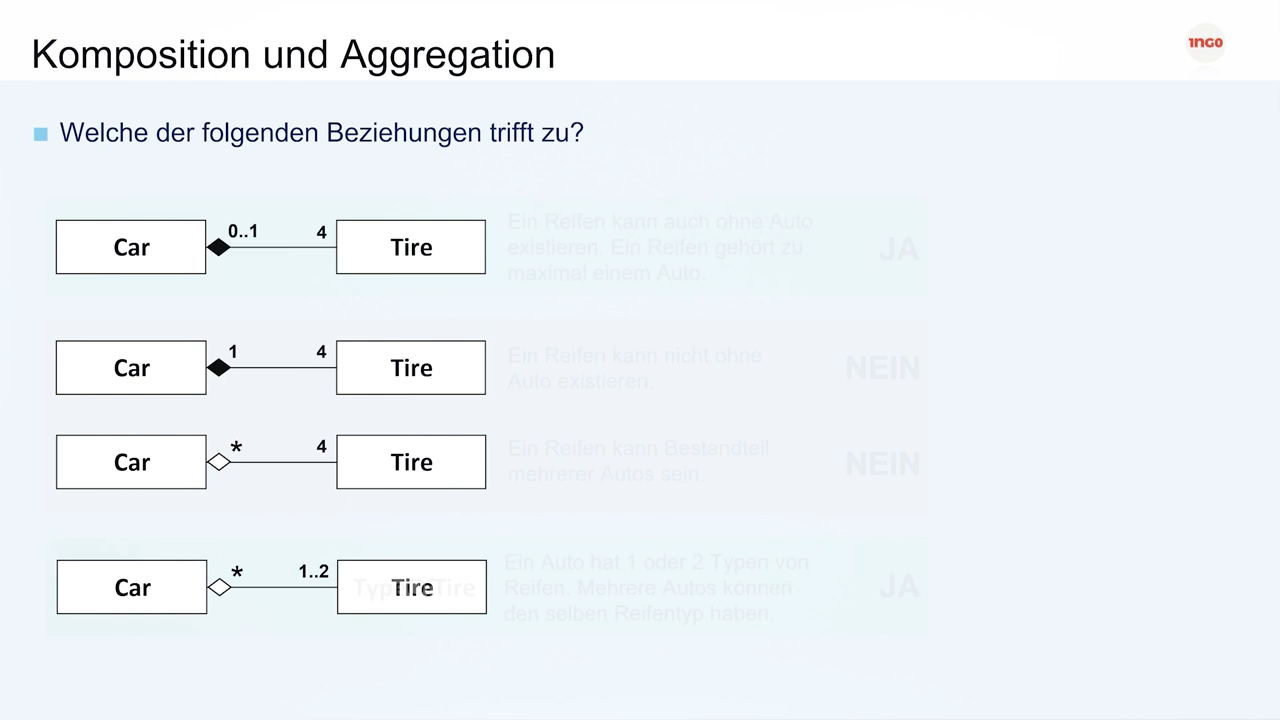 Komposition und Aggregation
1NGO
Welche der folgenden Beziehungen trifft zu?
Car 0..1 4 Tire
Ein Reifen kann auch ohne Auto
existieren. Ein Reifen gehört zu
maximal einem Auto.
JA
Car 1 4 Tire
Ein Reifen kann nicht ohne
Auto existieren.
NEIN
Car * 4 Tire
Ein Reifen kann Bestandteil
mehrerer Autos sein.
NEIN
Car * 1..2 Tire
Ein Auto hat 1 oder 2 Typen von
Reifen. Mehrere Autos können
den selben Reifentyp haben.
JA